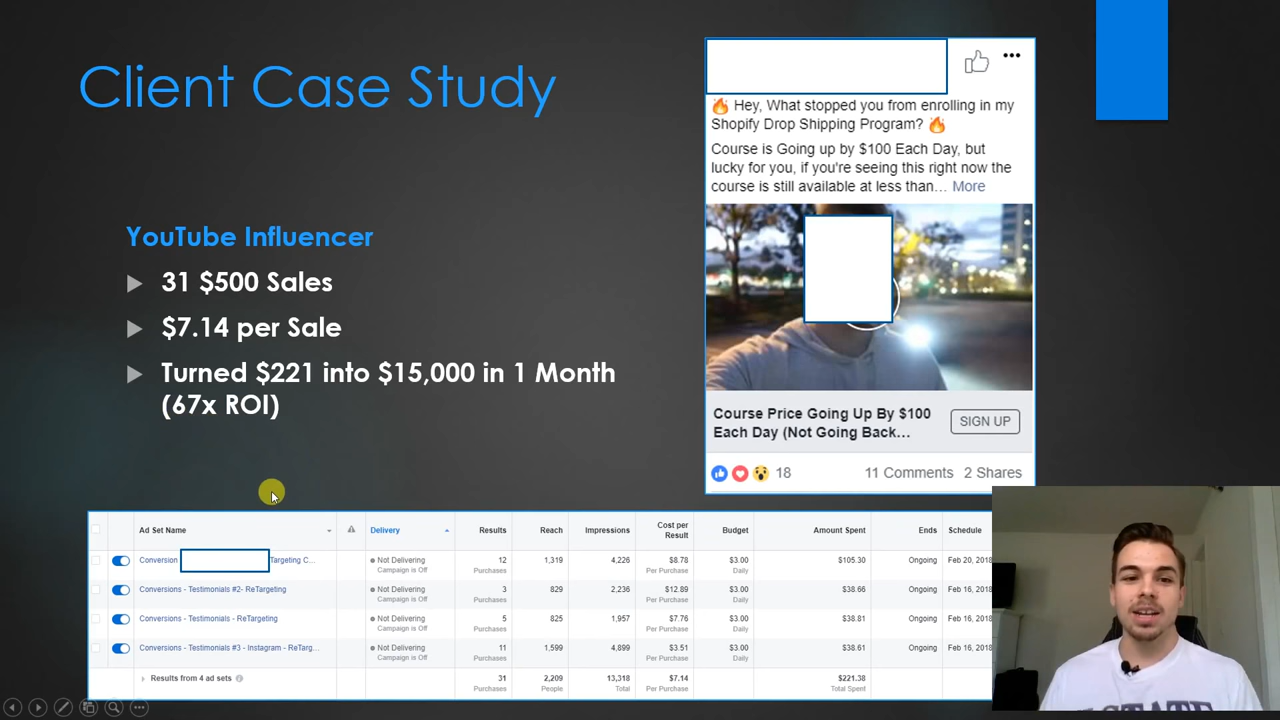 Client Case Study
YouTube Influencer
31 $500 Sales
$7.14 per Sale
Turned $221 into $15,000 in 1 Month
(67x ROI)
🔥 Hey, What stopped you from enrolling in my
Shopify Drop Shipping Program? 🔥
Course is Going up by $100 Each Day, but
lucky for you, if you're seeing this right now the
course is still available at less than... More
Course Price Going Up By $100
Each Day (Not Going Back...
SIGN UP
18 11 Comments 2 Shares
Ad Set Name Delivery Results Reach Impressions Cost per Result Budget Amount Spent Ends Schedule
Conversion Targeting C... Not Delivering 12 1,319 4,226 $8.78 $3.00 $105.30 Ongoing Feb 20, 2018
Campaign is Off Purchases Per Purchase Daily
Conversions - Testimonials #2- ReTargeting Not Delivering 3 829 2,236 $12.89 $3.00 $38.66 Ongoing Feb 16, 2018
Campaign is Off Purchases Per Purchase Daily
Conversions - Testimonials - ReTargeting Not Delivering 5 825 1,957 $7.76 $3.00 $38.81 Ongoing Feb 16, 2018
Campaign is Off Purchases Per Purchase Daily
Conversions - Testimonials #3 - Instagram - ReTarg... Not Delivering 11 1,599 4,899 $3.51 $3.00 $38.61 Ongoing Feb 16, 2018
Campaign is Off Purchases Per Purchase Daily
Results from 4 ad sets 31 2,209 13,318 $7.14 $221.38
Purchases People Total Per Purchase Total Spent